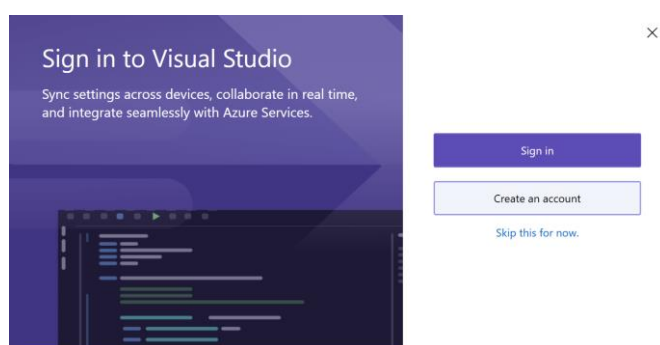 Sign in to Visual Studio
Sync settings across devices, collaborate in real time,
and integrate seamlessly with Azure Services.
Sign in
Create an account
Skip this for now.